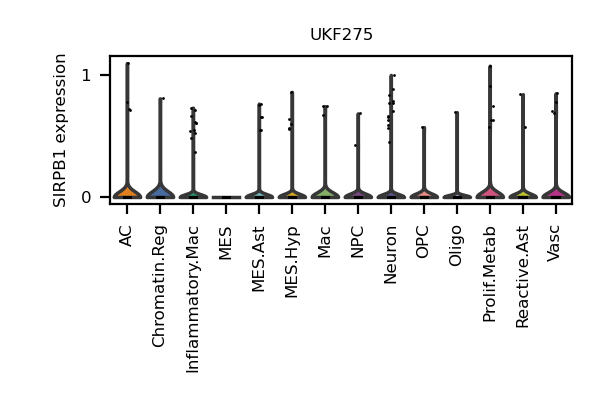 UKF275
SIRPB1 expression
1
0
AC
Chromatin.Reg
Inflammatory.Mac
MES
MES.Ast
MES.Hyp
Mac
NPC
Neuron
OPC
Oligo
Prolif.Metab
Reactive.Ast
Vasc